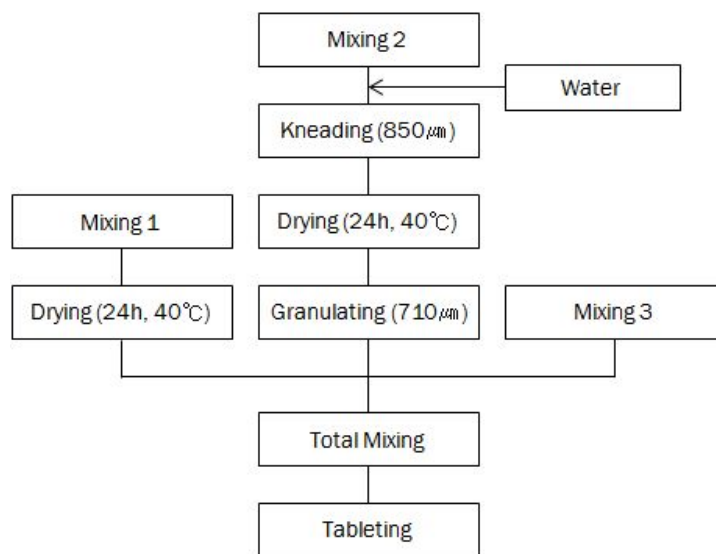 Mixing 2
Water
Kneading (850㎛)
Mixing 1
Drying (24h, 40℃)
Drying (24h, 40℃)
Granulating (710㎛)
Mixing 3
Total Mixing
Tableting